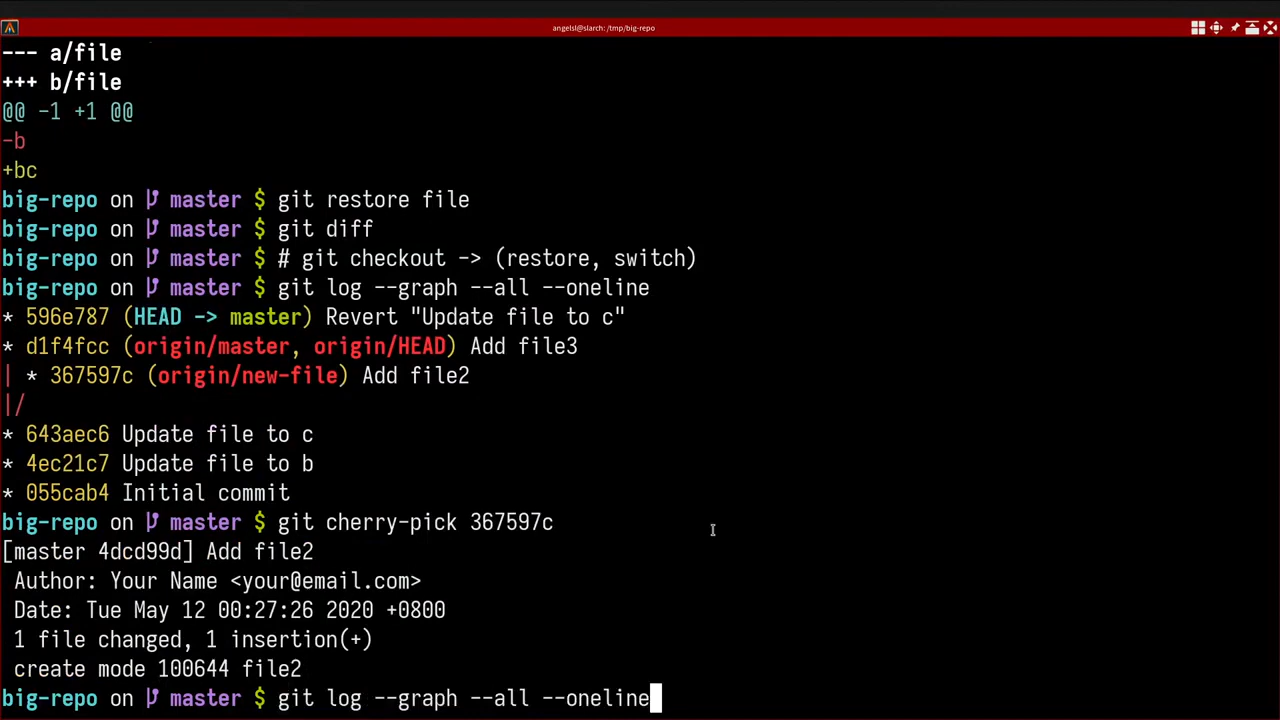 angelsl@slarch: /tmp/big-repo
--- a/file
+++ b/file
@@ -1 +1 @@
-b
+bc
big-repo on master $ git restore file
big-repo on master $ git diff
big-repo on master $ # git checkout -> (restore, switch)
big-repo on master $ git log --graph --all --oneline
* 596e787 (HEAD -> master) Revert "Update file to c"
* d1f4fcc (origin/master, origin/HEAD) Add file3
| * 367597c (origin/new-file) Add file2
|/
* 643aec6 Update file to c
* 4ec21c7 Update file to b
* 055cab4 Initial commit
big-repo on master $ git cherry-pick 367597c
[master 4dcd99d] Add file2
Author: Your Name <your@email.com>
Date: Tue May 12 00:27:26 2020 +0800
1 file changed, 1 insertion(+)
create mode 100644 file2
big-repo on master $ git log --graph --all --oneline